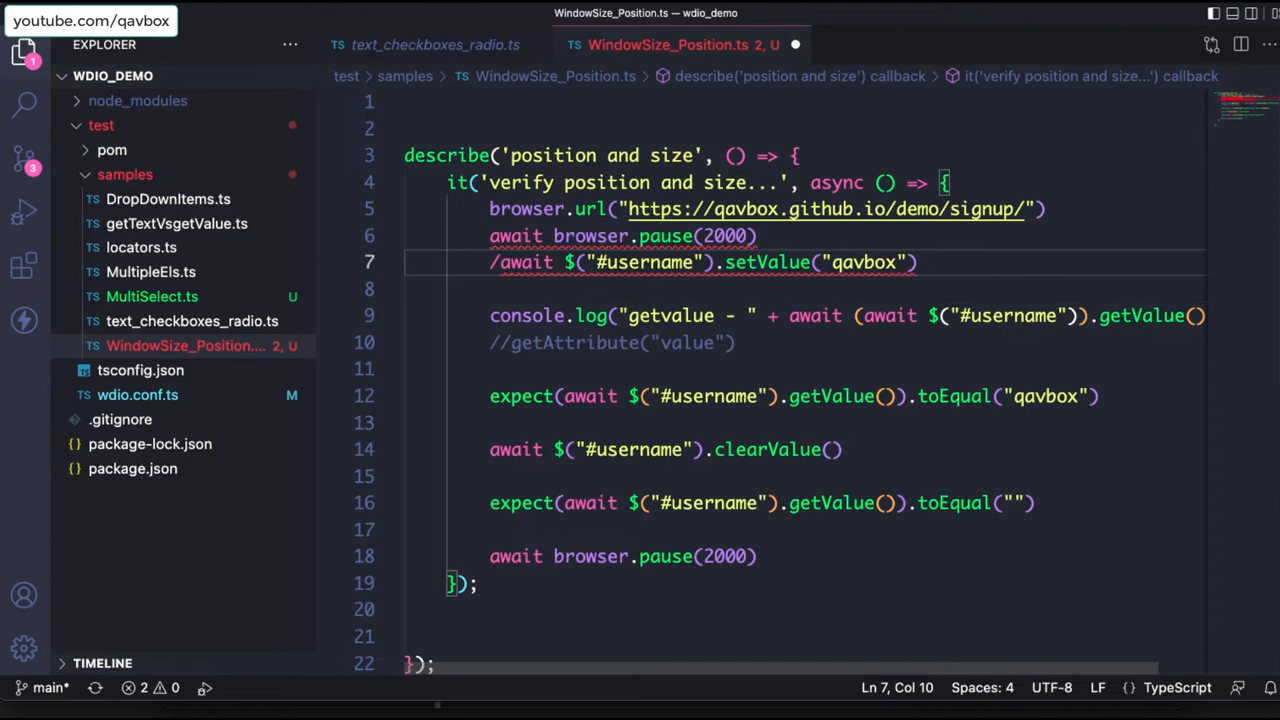 youtube.com/qavbox
WindowSize_Position.ts — wdio_demo
EXPLORER
text_checkboxes_radio.ts
WindowSize_Position.ts 2, U
test > samples > WindowSize_Position.ts > describe('position and size') callback > it('verify position and size...') callback
1
3
WDIO_DEMO
node_modules
test
pom
samples
DropDownItems.ts
getTextVsgetValue.ts
locators.ts
MultipleEls.ts
MultiSelect.ts U
text_checkboxes_radio.ts
WindowSize_Position.... 2, U
tsconfig.json
wdio.conf.ts M
.gitignore
package-lock.json
package.json
TIMELINE
1
2
3 describe('position and size', () => {
4 it('verify position and size...', async () => {
5 browser.url("https://qavbox.github.io/demo/signup/")
6 await browser.pause(2000)
7 /await $("#username").setValue("qavbox")
8
9 console.log("getvalue - " + await (await $("#username")).getValue()
10 //getAttribute("value")
11
12 expect(await $("#username").getValue()).toEqual("qavbox")
13
14 await $("#username").clearValue()
15
16 expect(await $("#username").getValue()).toEqual("")
17
18 await browser.pause(2000)
19 });
20
21
22 });
main* 2 0 Ln 7, Col 10 Spaces: 4 UTF-8 LF {} TypeScript